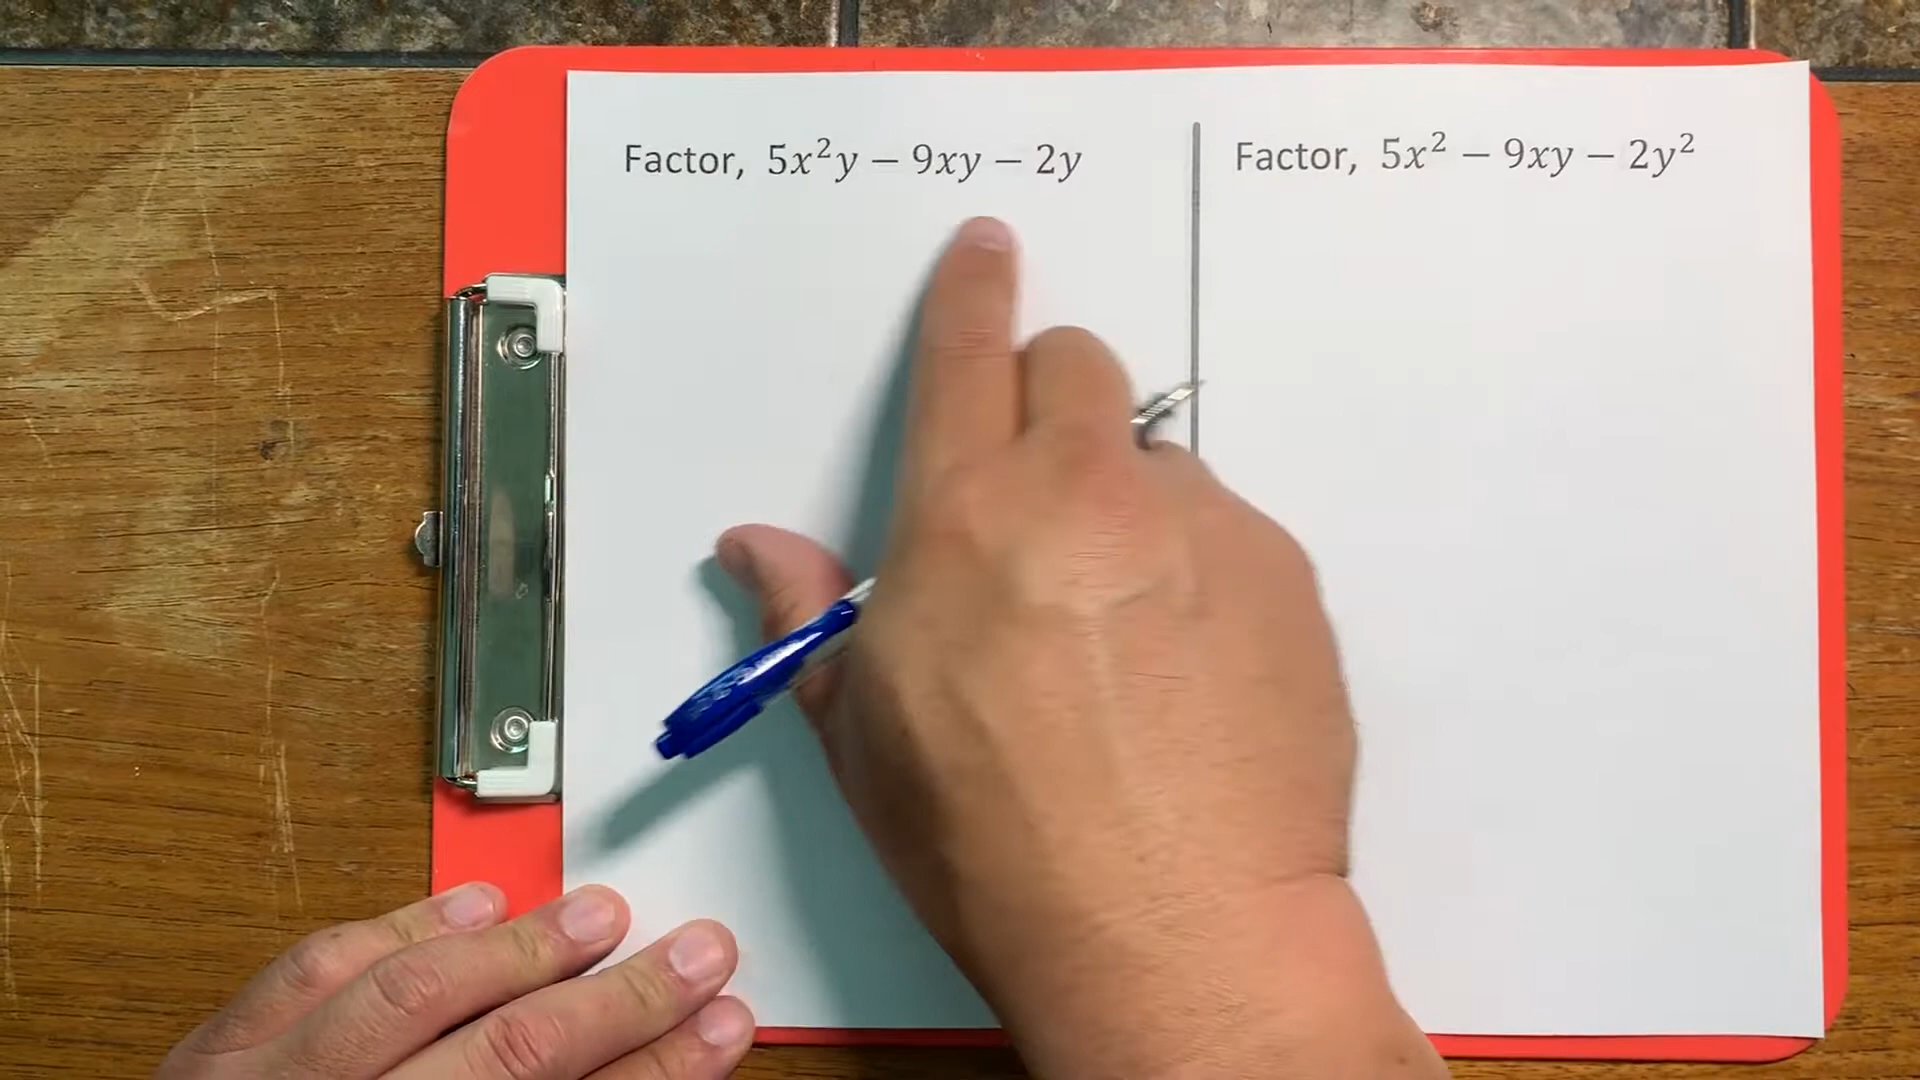 Factor, 5x²y − 9xy − 2y
Factor, 5x² − 9xy − 2y²